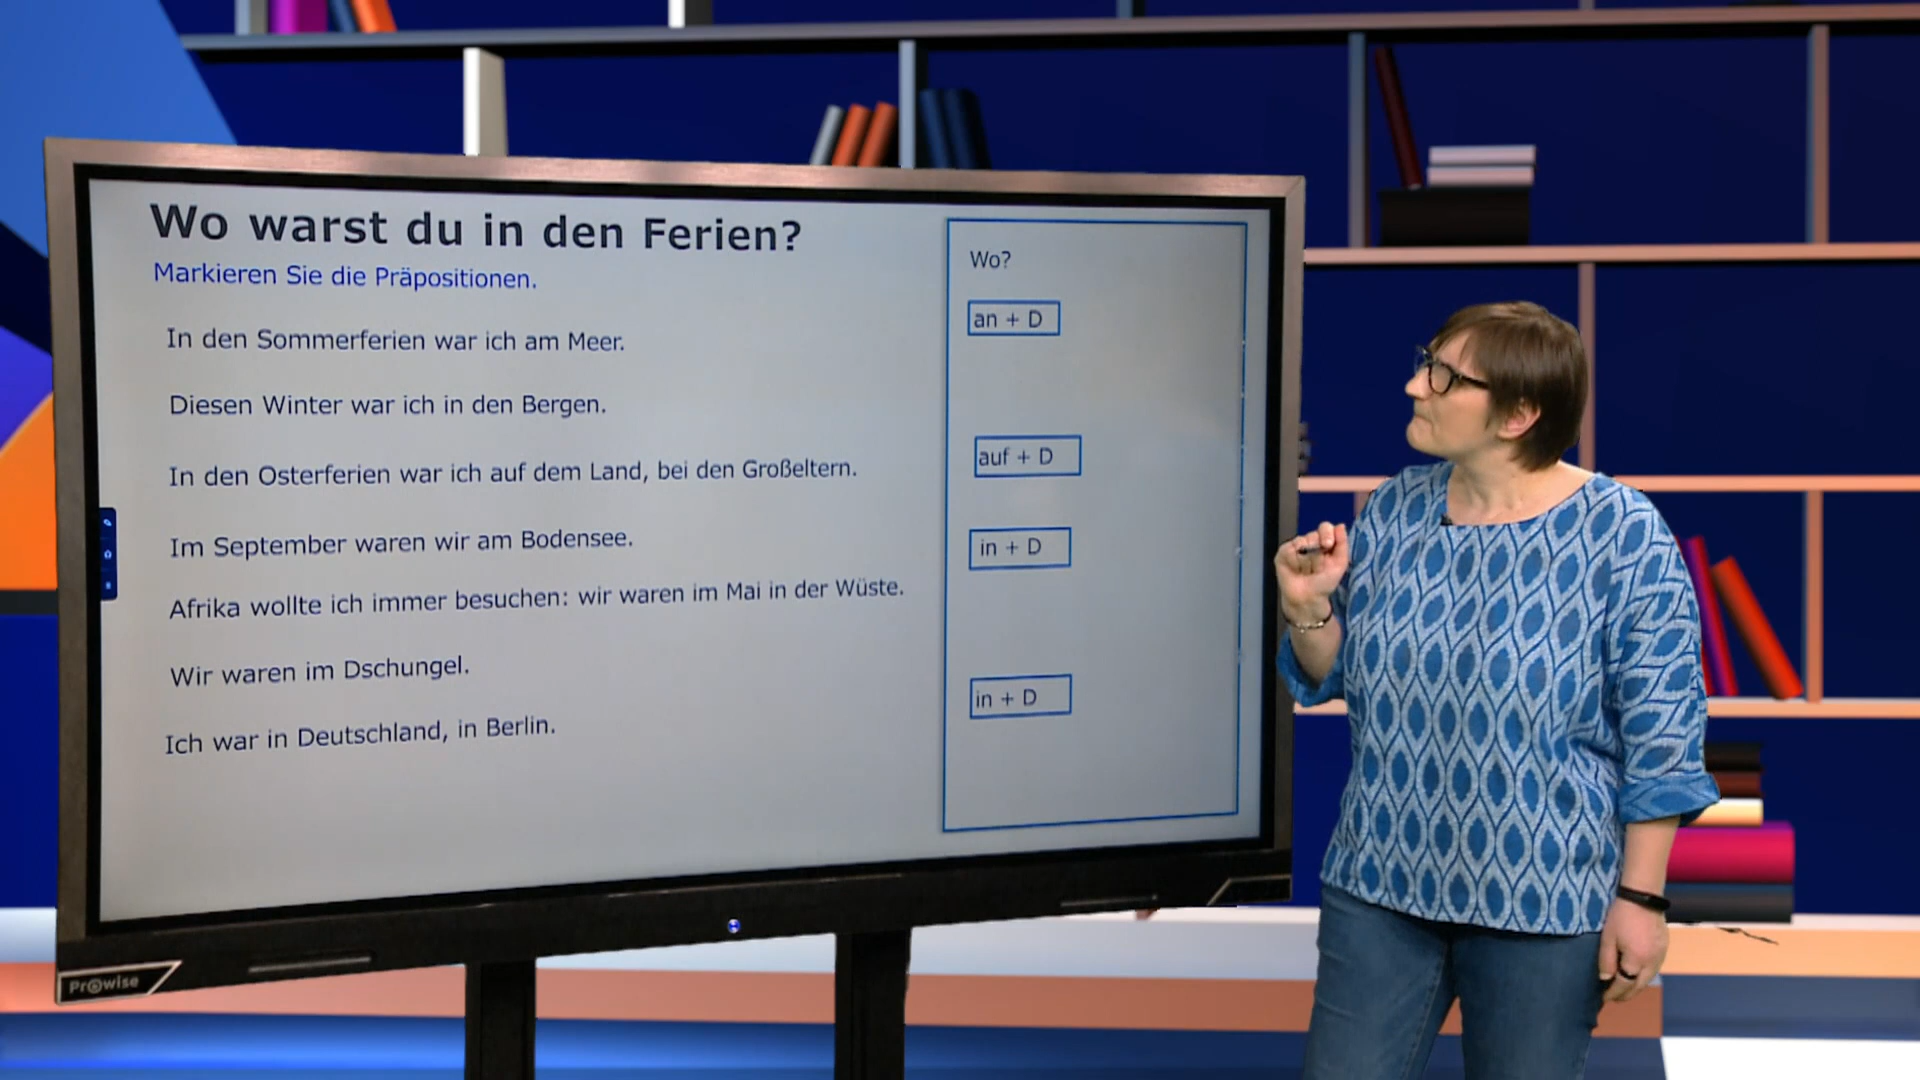 Wo warst du in den Ferien?
Markieren Sie die Präpositionen.
In den Sommerferien war ich am Meer.
Diesen Winter war ich in den Bergen.
In den Osterferien war ich auf dem Land, bei den Großeltern.
Im September waren wir am Bodensee.
Afrika wollte ich immer besuchen: wir waren im Mai in der Wüste.
Wir waren im Dschungel.
Ich war in Deutschland, in Berlin.
Wo?
an + D
auf + D
in + D
in + D
Prowise